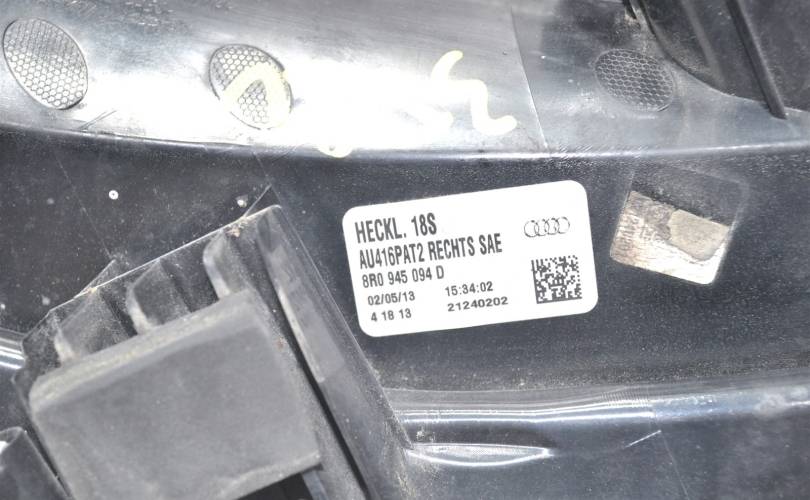 HECKL. 18S
AU416PAT2 RECHTS SAE
8R0 945 094 D
02/05/13 15:34:02
4 18 13 21240202